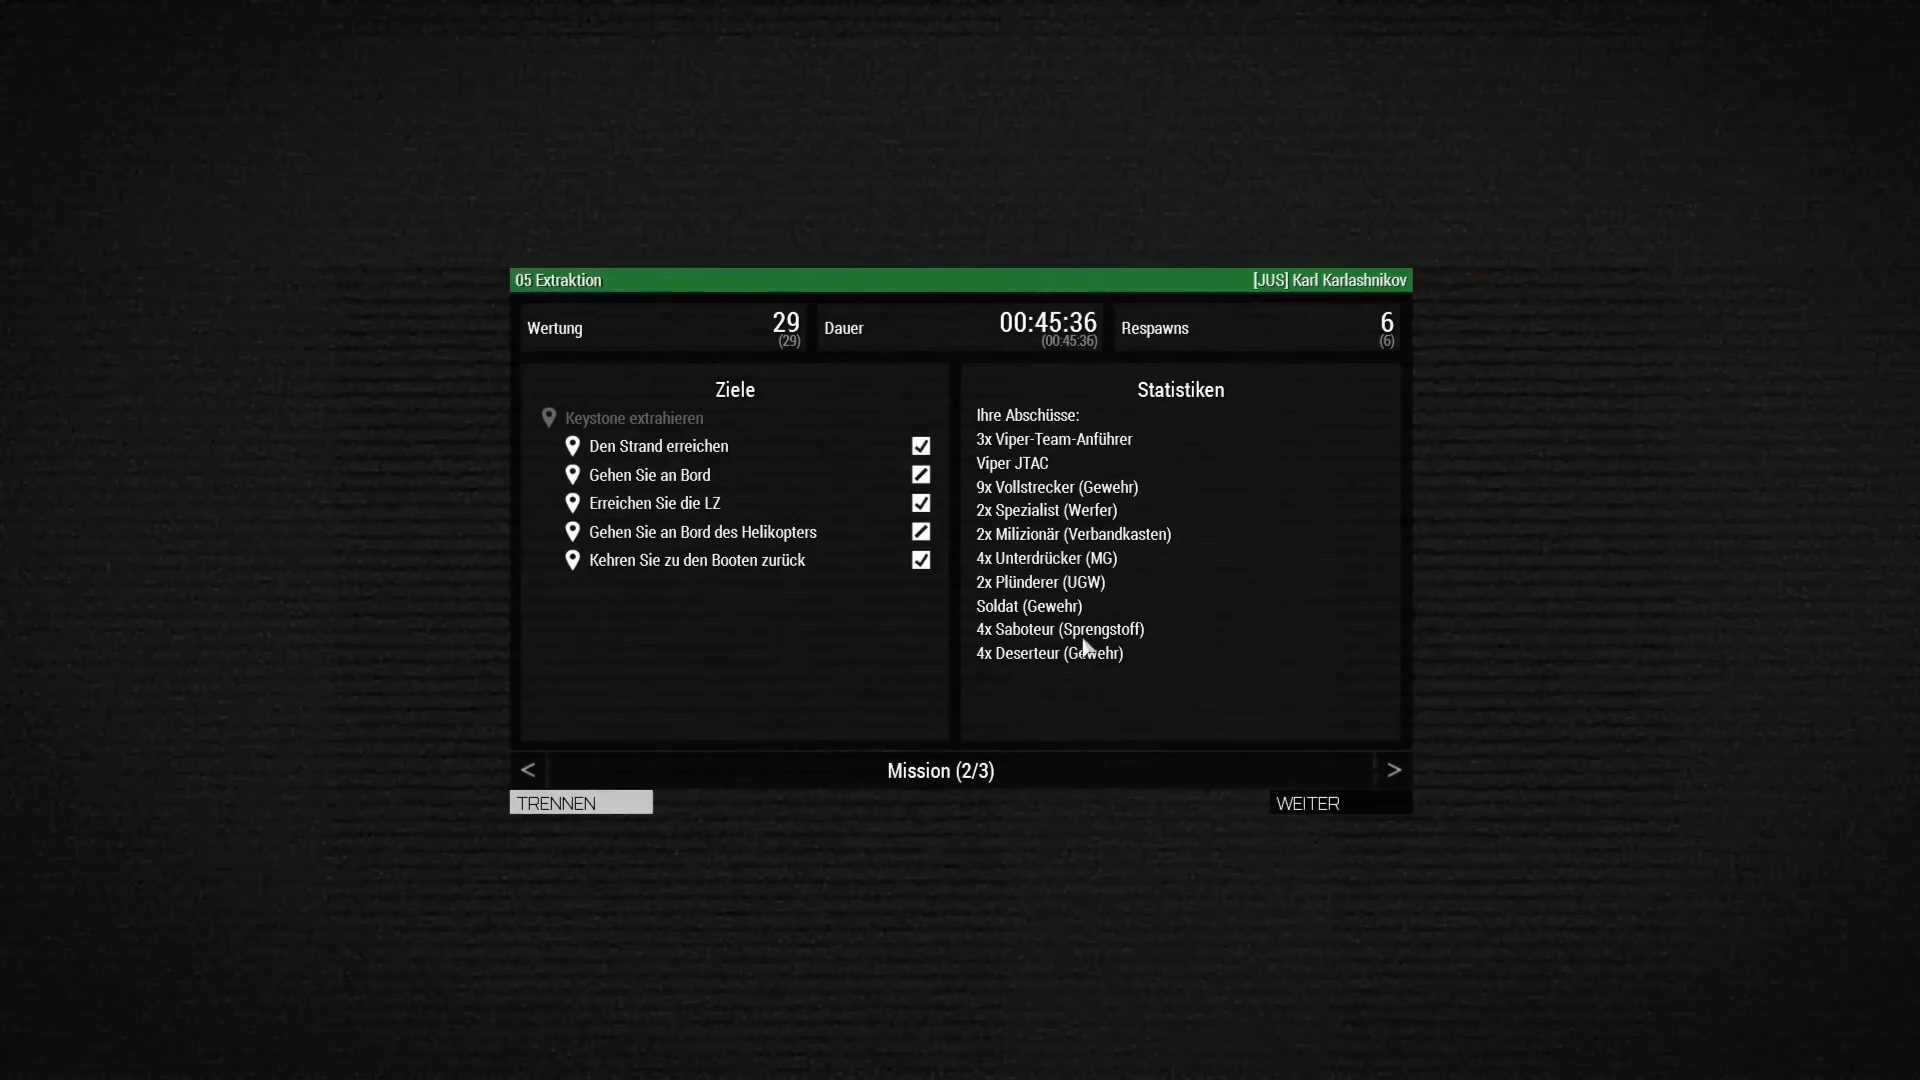 05 Extraktion [JUS] Karl Karlashnikov
Wertung 29 (29) Dauer 00:45:36 (00:45:36) Respawns 6 (6)
Ziele
Keystone extrahieren
Den Strand erreichen
Gehen Sie an Bord
Erreichen Sie die LZ
Gehen Sie an Bord des Helikopters
Kehren Sie zu den Booten zurück
Statistiken
Ihre Abschüsse:
3x Viper-Team-Anführer
Viper JTAC
9x Vollstrecker (Gewehr)
2x Spezialist (Werfer)
2x Milizionär (Verbandkasten)
4x Unterdrücker (MG)
2x Plünderer (UGW)
Soldat (Gewehr)
4x Saboteur (Sprengstoff)
4x Deserteur (Gewehr)
< Mission (2/3) >
TRENNEN WEITER